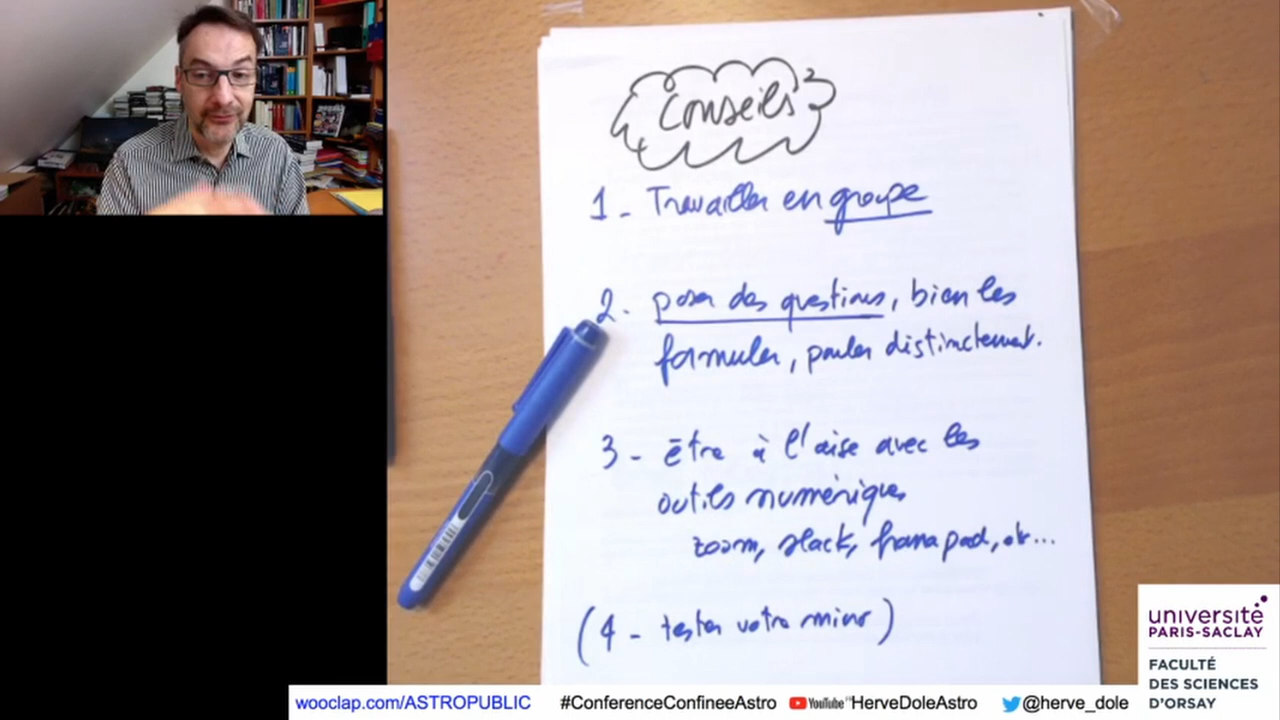 Conseils
1 - Travailler en groupe
2 - poser des questions, bien les
formuler, parler distinctement.
3 - être à l'aise avec les
outils numériques
zoom, slack, framapad, etc...
(4 - tester votre micro)
université
PARIS-SACLAY
FACULTÉ
DES SCIENCES
D'ORSAY
wooclap.com/ASTROPUBLIC #ConferenceConfineeAstro YouTube HerveDoleAstro @herve_dole